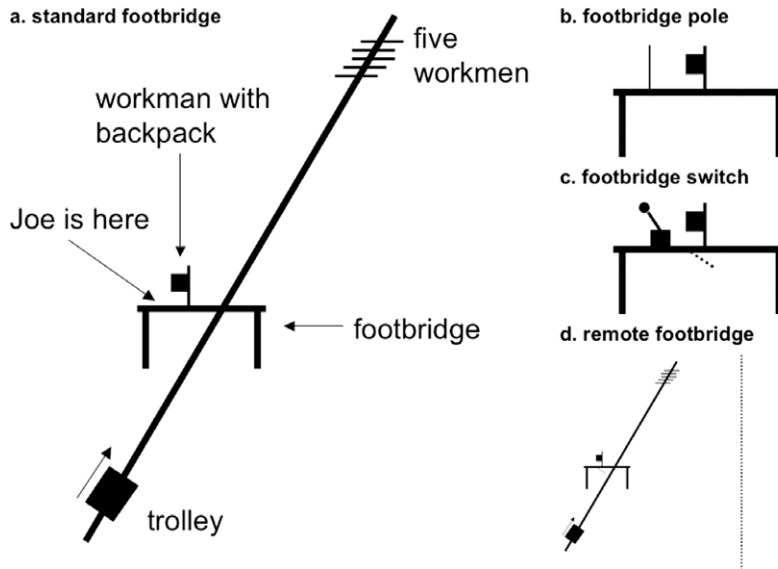 a. standard footbridge
five
workmen
workman with
backpack
Joe is here
footbridge
trolley
b. footbridge pole
c. footbridge switch
d. remote footbridge